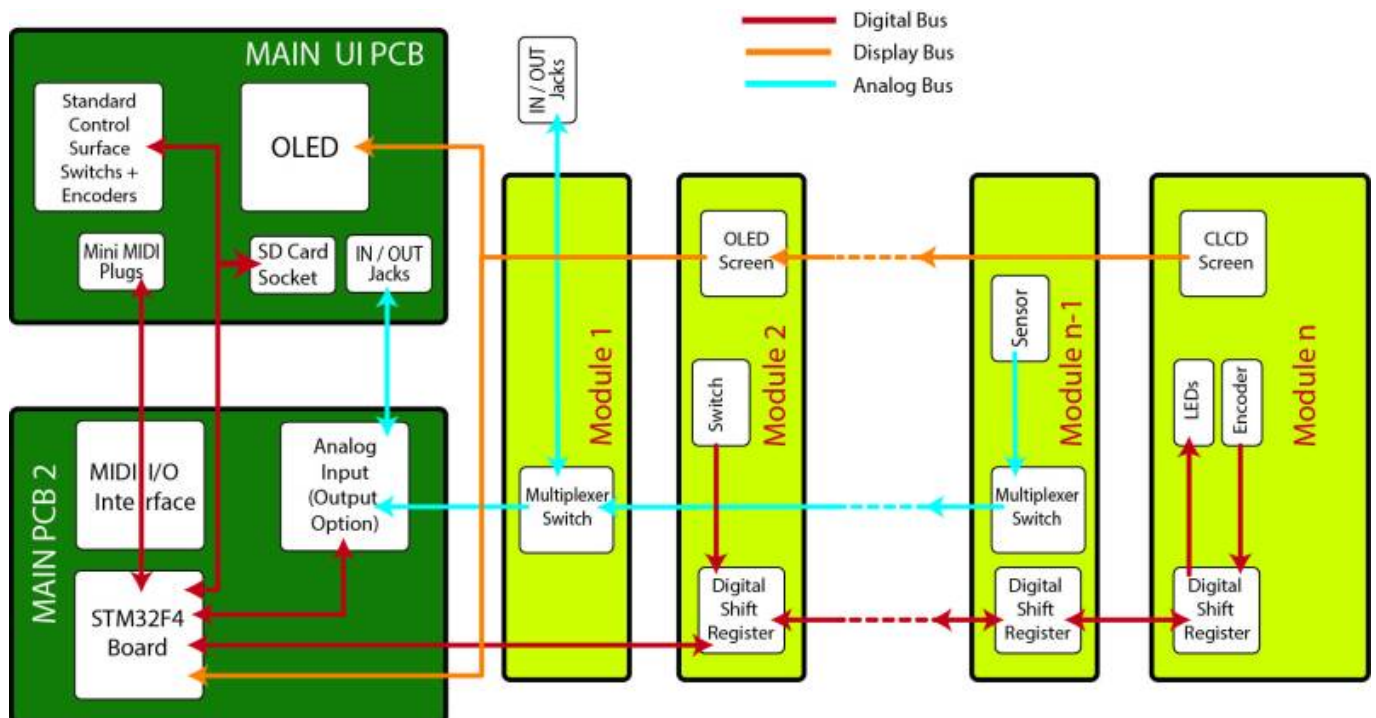 Digital Bus
Display Bus
Analog Bus
MAIN UI PCB
Standard
Control
Surface
Switchs +
Encoders
OLED
Mini MIDI
Plugs
SD Card
Socket
IN / OUT
Jacks
IN / OUT
Jacks
MAIN PCB 2
MIDI I/O
Interface
Analog
Input
(Output
Option)
STM32F4
Board
Module 1
Multiplexer
Switch
Module 2
OLED
Screen
Switch
Digital
Shift
Register
Module n-1
Sensor
Multiplexer
Switch
Digital
Shift
Register
Module n
CLCD
Screen
LEDs
Encoder
Digital
Shift
Register